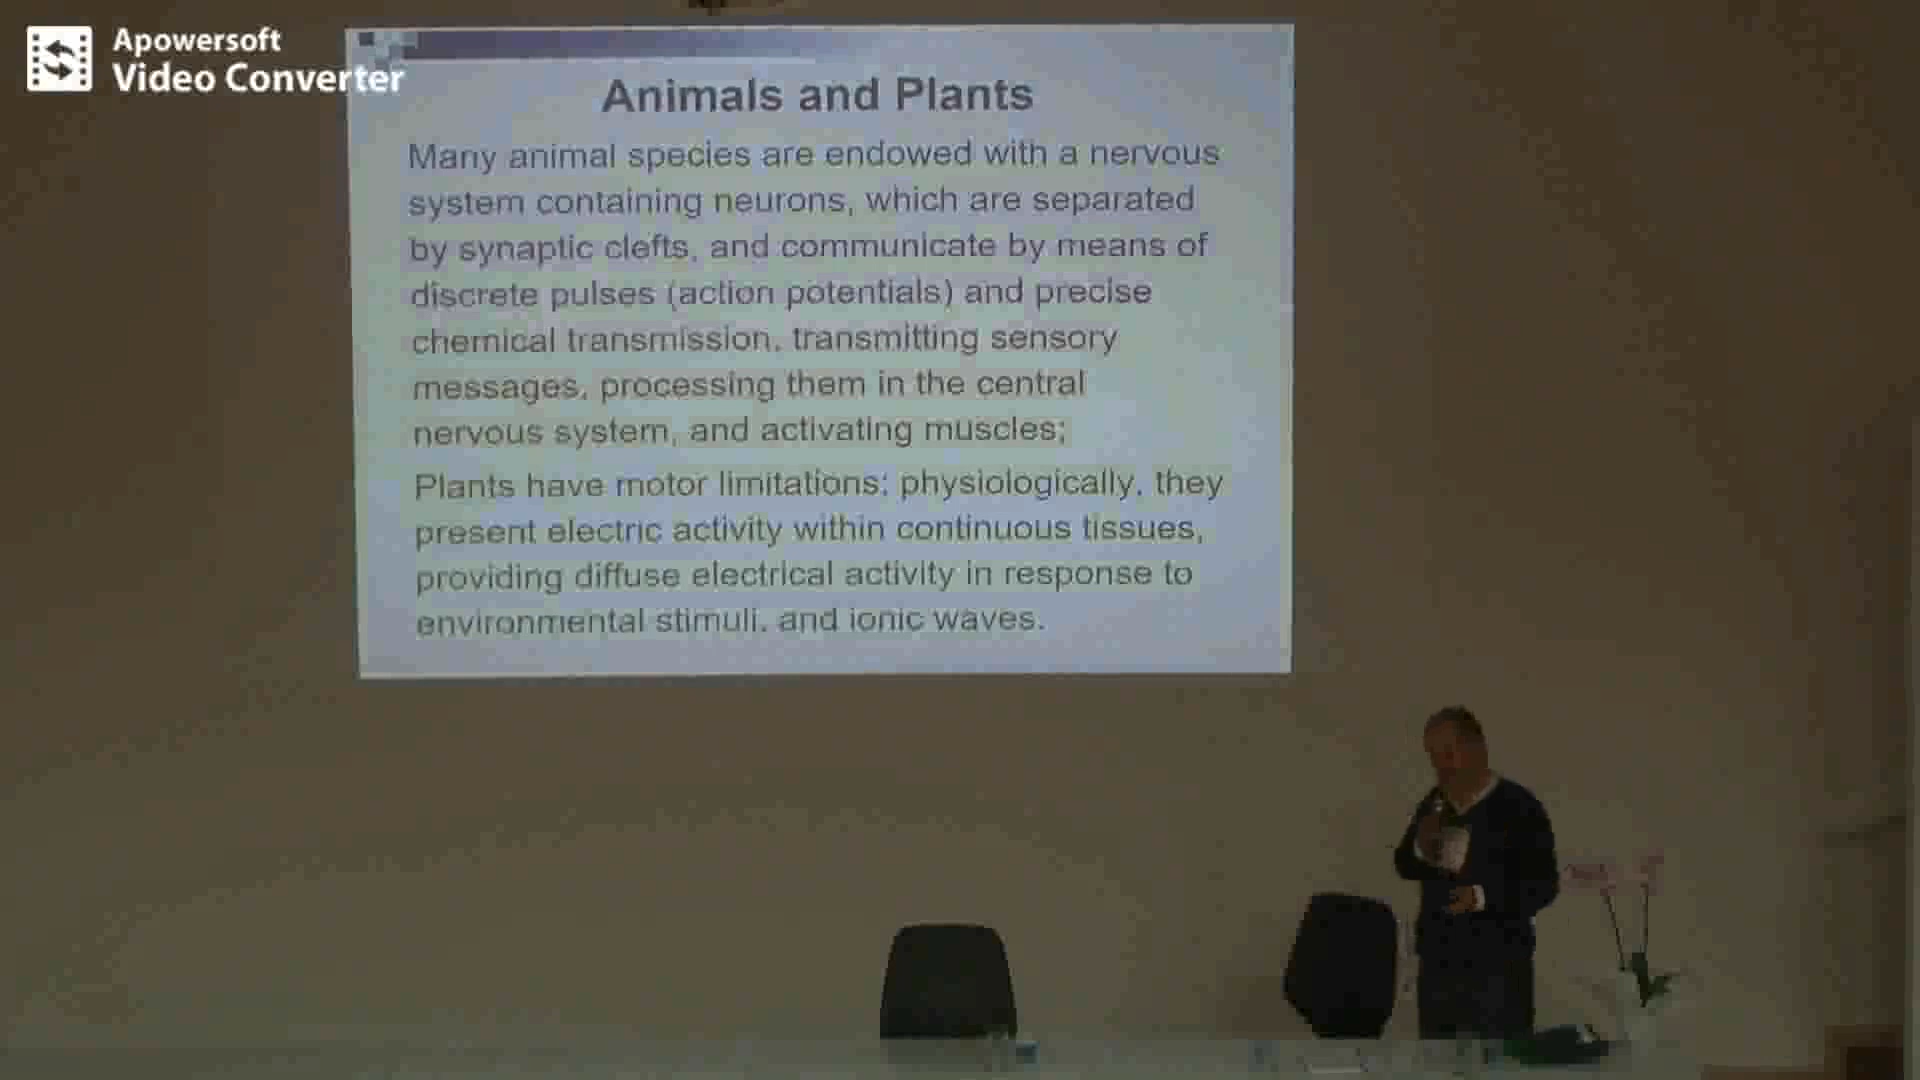 Apowersoft
Video Converter
Animals and Plants
Many animal species are endowed with a nervous
system containing neurons, which are separated
by synaptic clefts, and communicate by means of
discrete pulses (action potentials) and precise
chemical transmission, transmitting sensory
messages, processing them in the central
nervous system, and activating muscles;
Plants have motor limitations; physiologically, they
present electric activity within continuous tissues,
providing diffuse electrical activity in response to
environmental stimuli, and ionic waves.